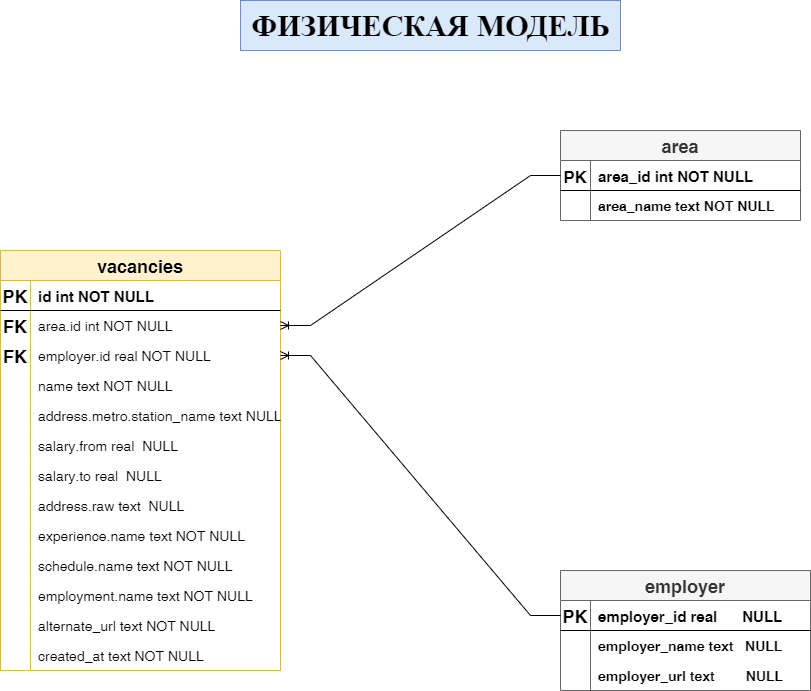 ФИЗИЧЕСКАЯ МОДЕЛЬ
area
PK area_id int NOT NULL
area_name text NOT NULL
vacancies
PK id int NOT NULL
FK area.id int NOT NULL
FK employer.id real NOT NULL
name text NOT NULL
address.metro.station_name text NULL
salary.from real NULL
salary.to real NULL
address.raw text NULL
experience.name text NOT NULL
schedule.name text NOT NULL
employment.name text NOT NULL
alternate_url text NOT NULL
created_at text NOT NULL
employer
PK employer_id real NULL
employer_name text NULL
employer_url text NULL